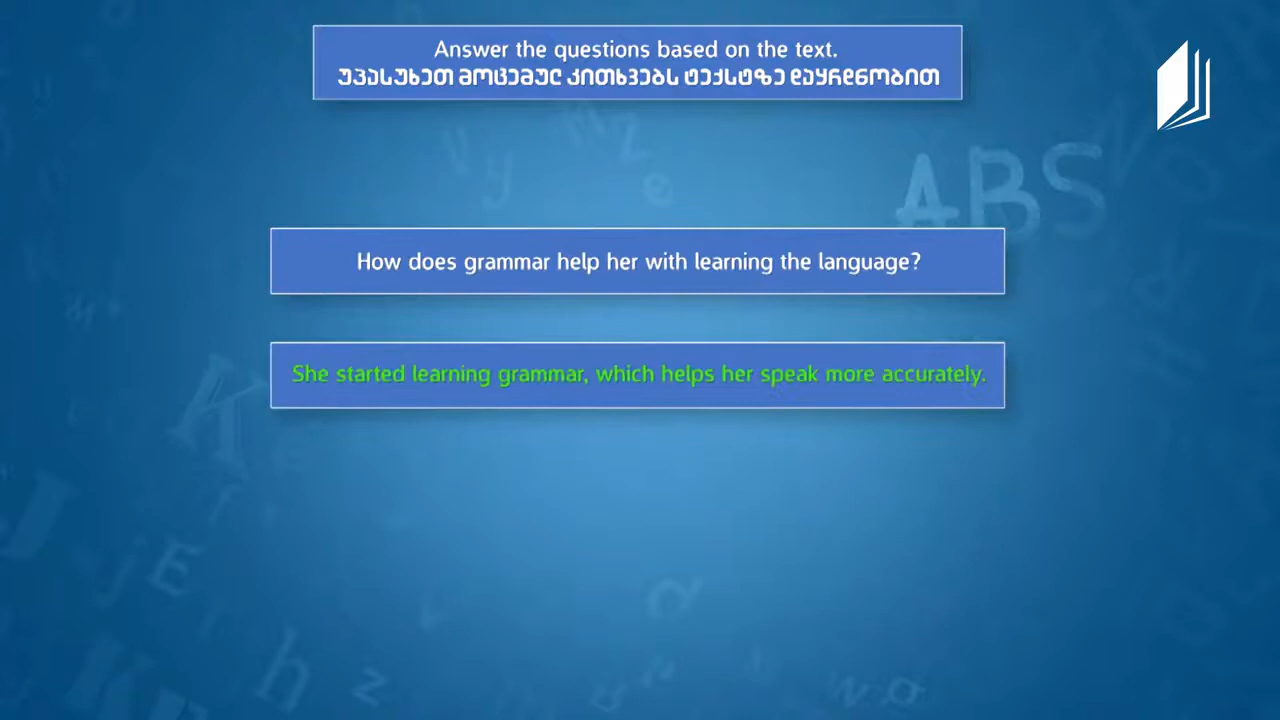 Answer the questions based on the text.
უპასუხეთ მოცემულ კითხვებს ტექსტზე დაყრდნობით
ABS
How does grammar help her with learning the language?
She started learning grammar, which helps her speak more accurately.